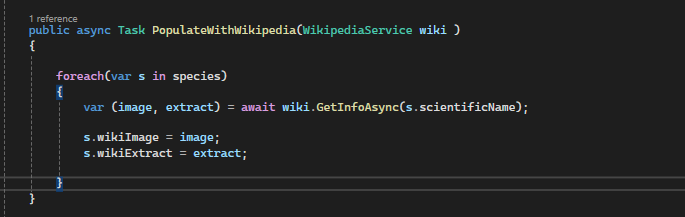 1 reference
public async Task PopulateWithWikipedia(WikipediaService wiki )
{
foreach(var s in species)
{
var (image, extract) = await wiki.GetInfoAsync(s.scientificName);
s.wikiImage = image;
s.wikiExtract = extract;
}
}